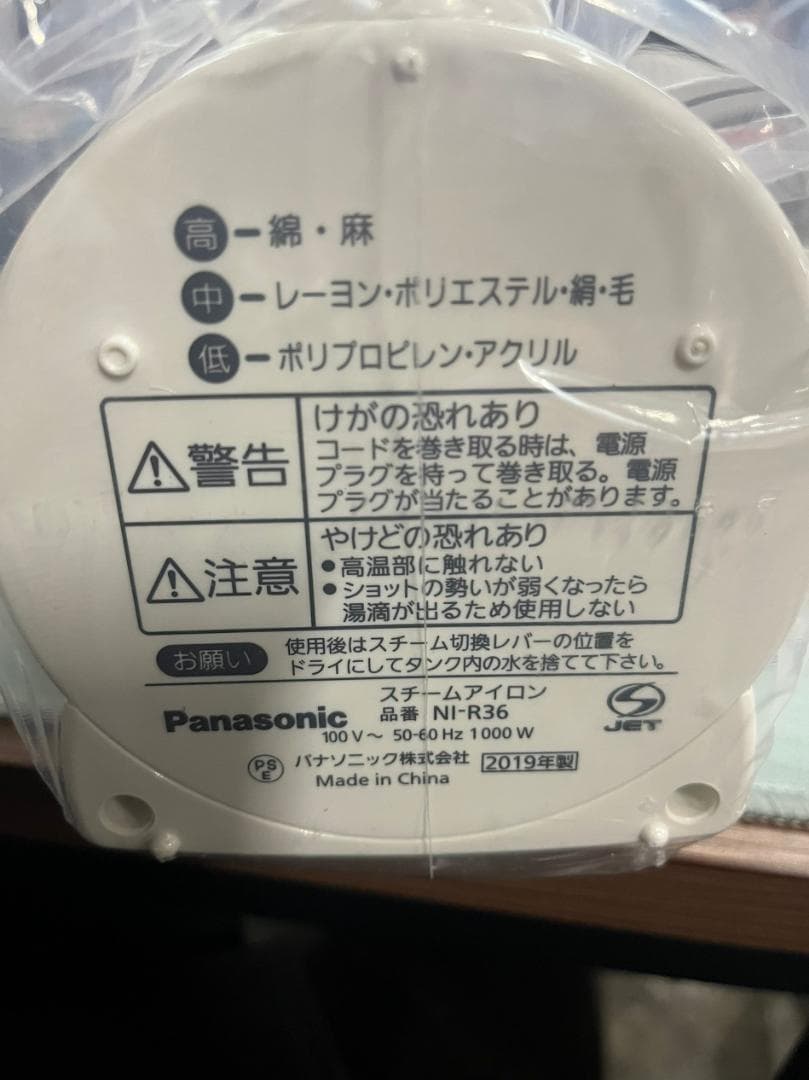 高 - 綿・麻
中 - レーヨン・ポリエステル・絹・毛
低 - ポリプロピレン・アクリル
警告
けがの恐れあり
コードを巻き取る時は、電源
プラグを持って巻き取る。電源
プラグが当たることがあります。
注意
やけどの恐れあり
•高温部に触れない
•ショットの勢いが弱くなったら
湯滴が出るため使用しない
お願い
使用後はスチーム切換レバーの位置を
ドライにしてタンク内の水を捨てて下さい。
Panasonic
スチームアイロン
品番 NI-R36
100 V~ 50-60 Hz 1000 W
JET
PSE
パナソニック株式会社
2019年製
Made in China